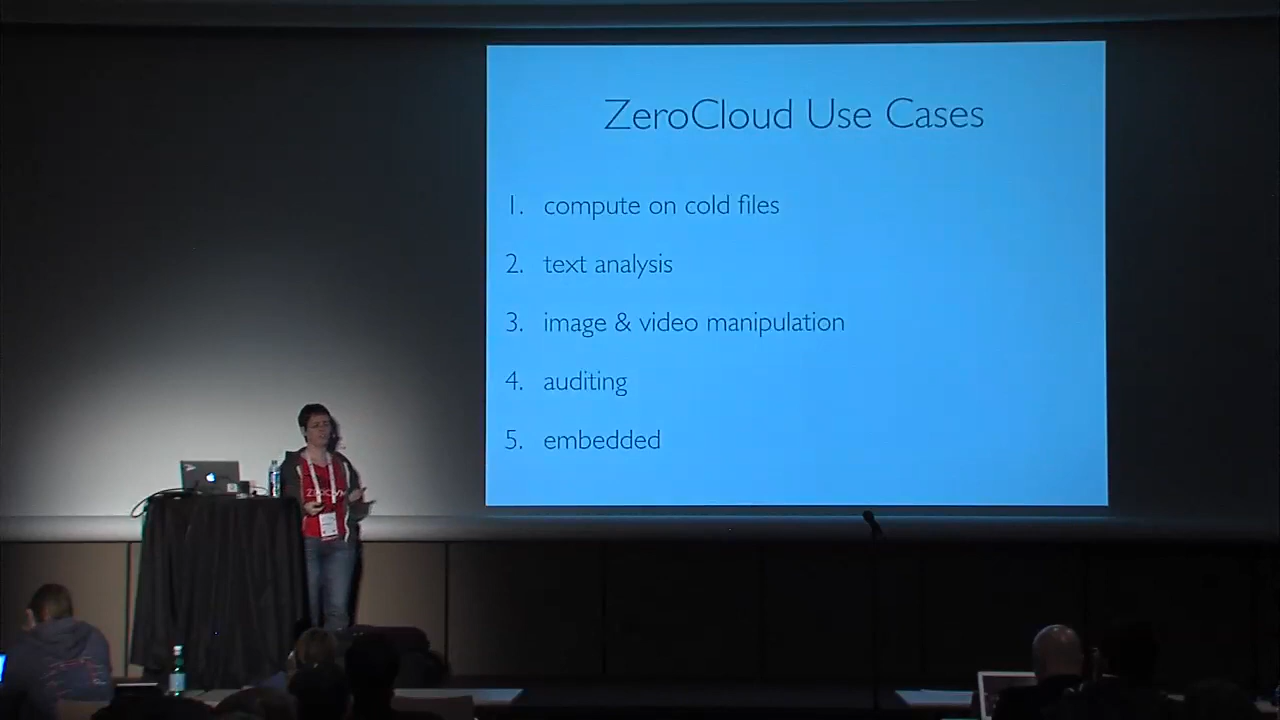 ZeroCloud Use Cases
1. compute on cold files
2. text analysis
3. image & video manipulation
4. auditing
5. embedded